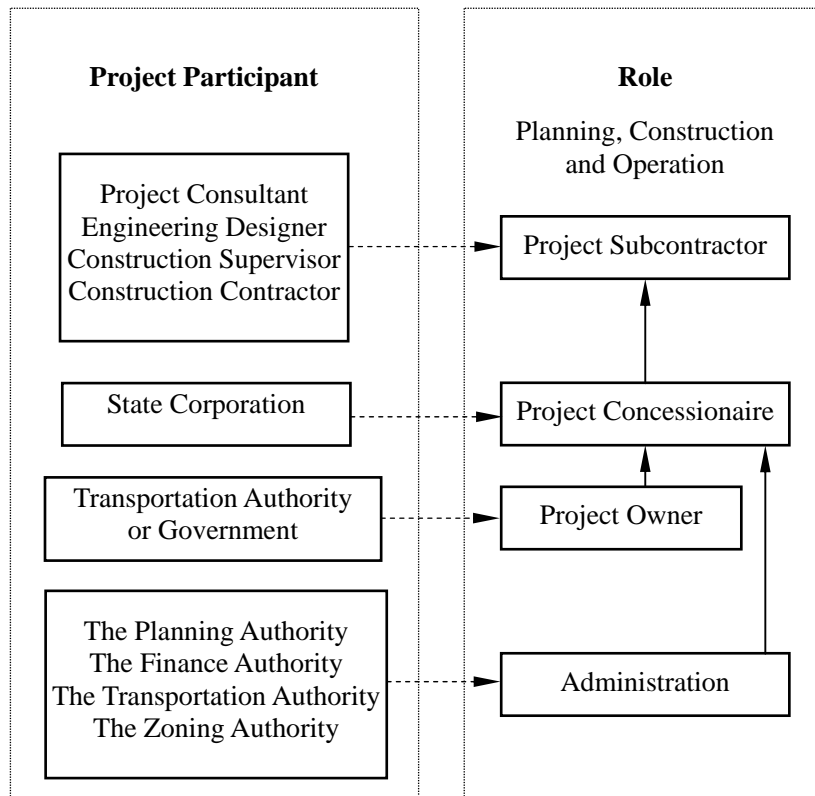 Project Participant
Project Consultant
Engineering Designer
Construction Supervisor
Construction Contractor
State Corporation
Transportation Authority
or Government
The Planning Authority
The Finance Authority
The Transportation Authority
The Zoning Authority
Role
Planning, Construction
and Operation
Project Subcontractor
Project Concessionaire
Project Owner
Administration